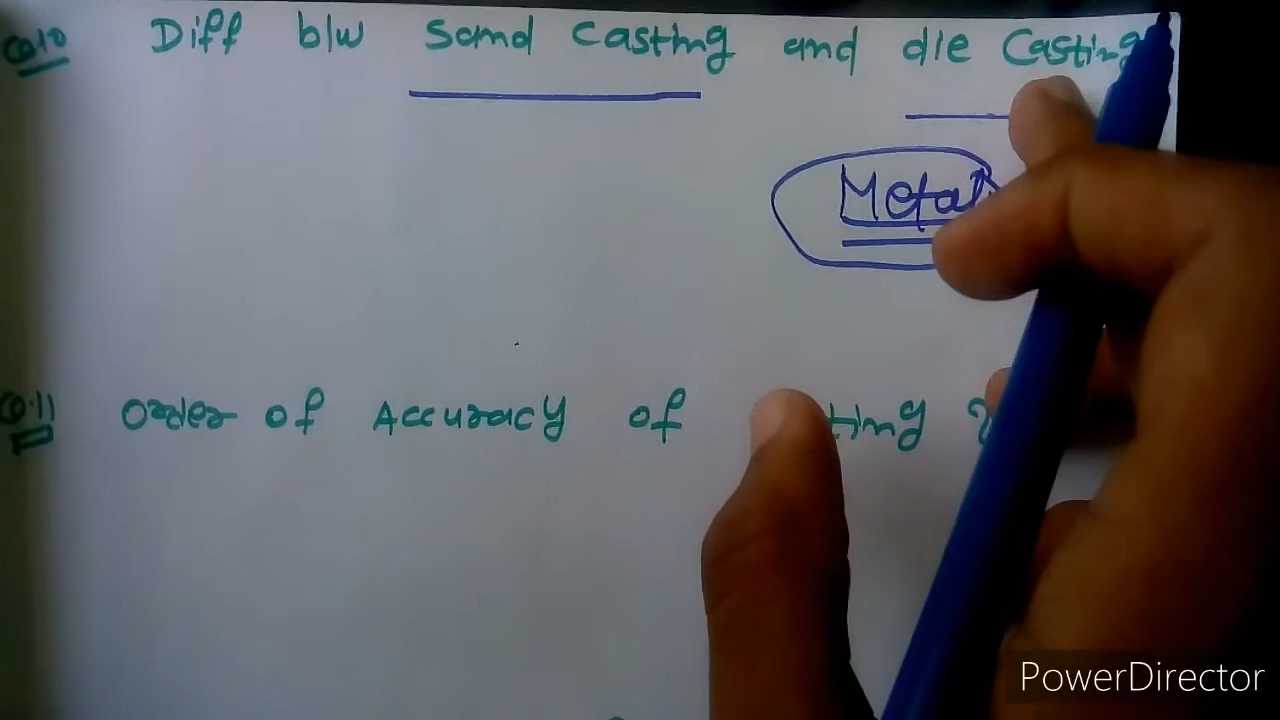 Q.10 Diff b/w Sand Casting and die Casting
Metal
Q.11 Order of Accuracy of ?
PowerDirector